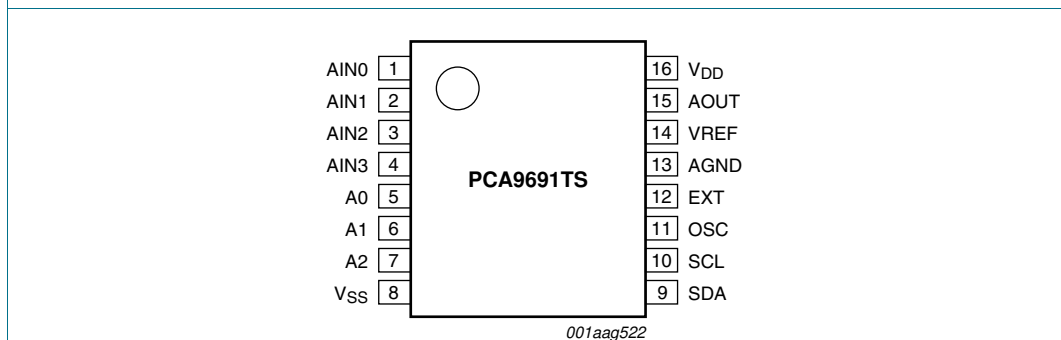 AIN0 1 16 VDD
AIN1 2 15 AOUT
AIN2 3 14 VREF
AIN3 4 13 AGND
PCA9691TS
A0 5 12 EXT
A1 6 11 OSC
A2 7 10 SCL
VSS 8 9 SDA
001aag522